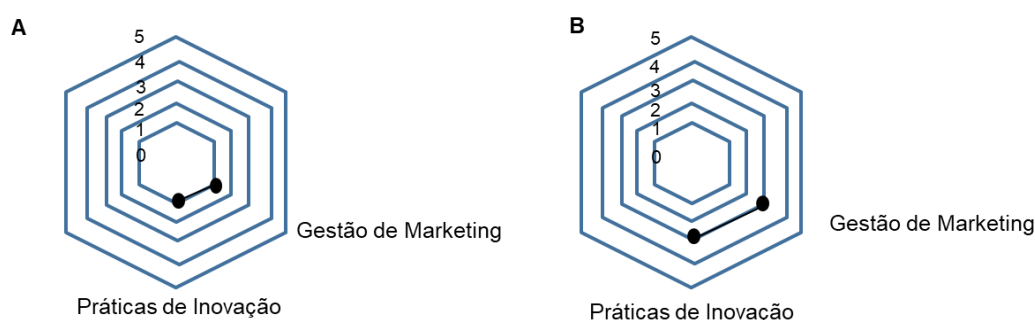 A
5
4
3
2
1
0
Gestão de Marketing
Práticas de Inovação
B
5
4
3
2
1
0
Gestão de Marketing
Práticas de Inovacão